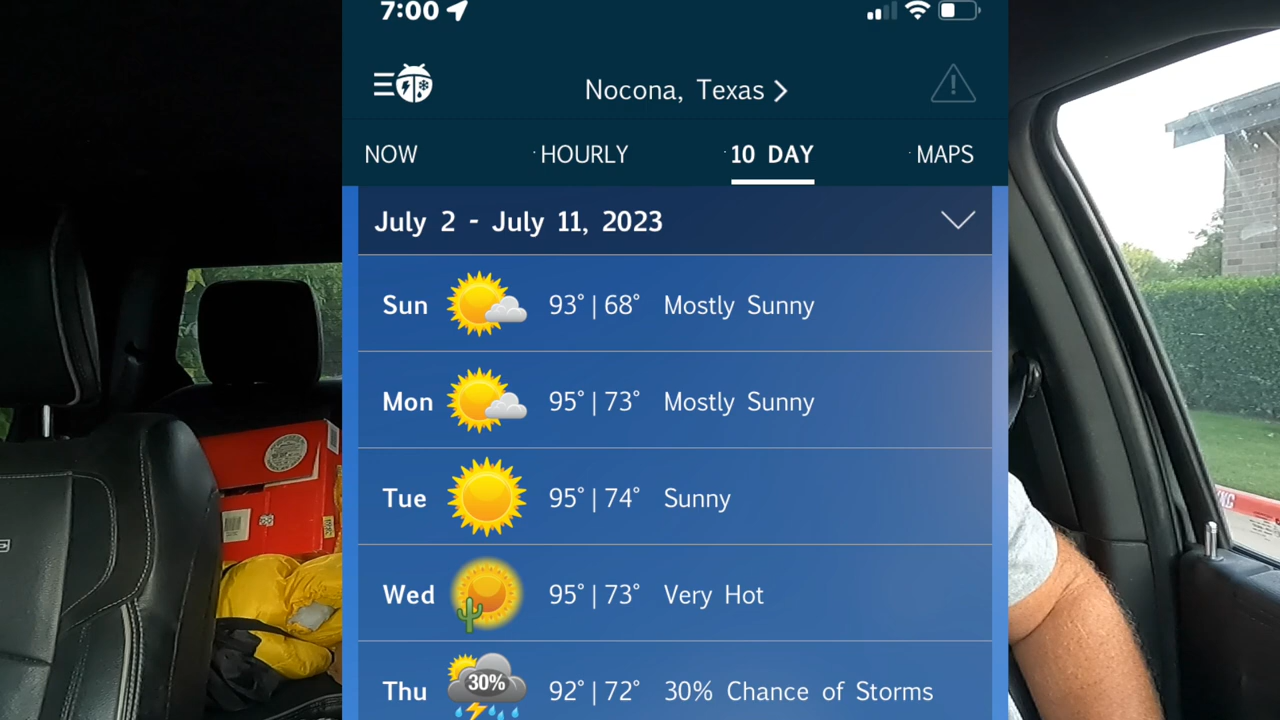 7:00
Nocona, Texas
NOW HOURLY 10 DAY MAPS
July 2 - July 11, 2023
Sun 93° | 68° Mostly Sunny
Mon 95° | 73° Mostly Sunny
Tue 95° | 74° Sunny
Wed 95° | 73° Very Hot
Thu 30% 92° | 72° 30% Chance of Storms